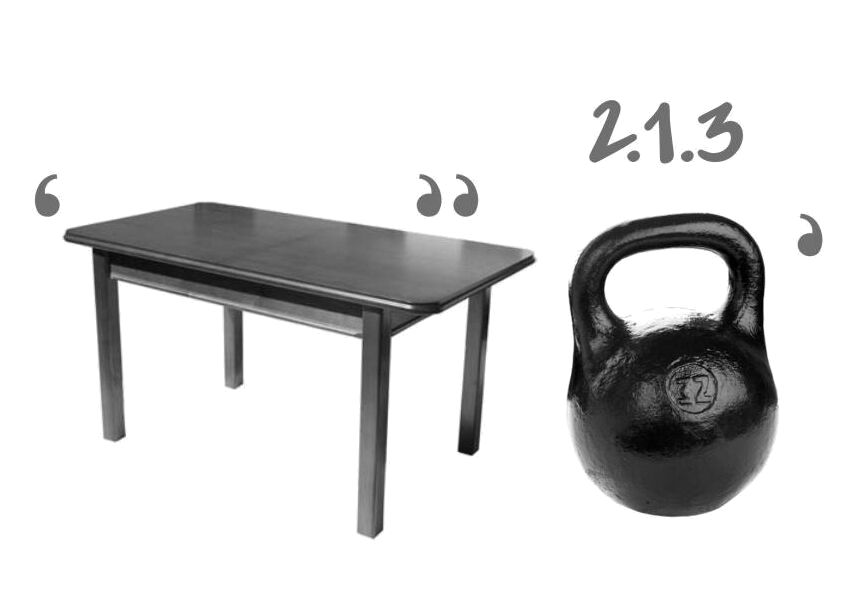 2.1.3
‘ ’’
’
32